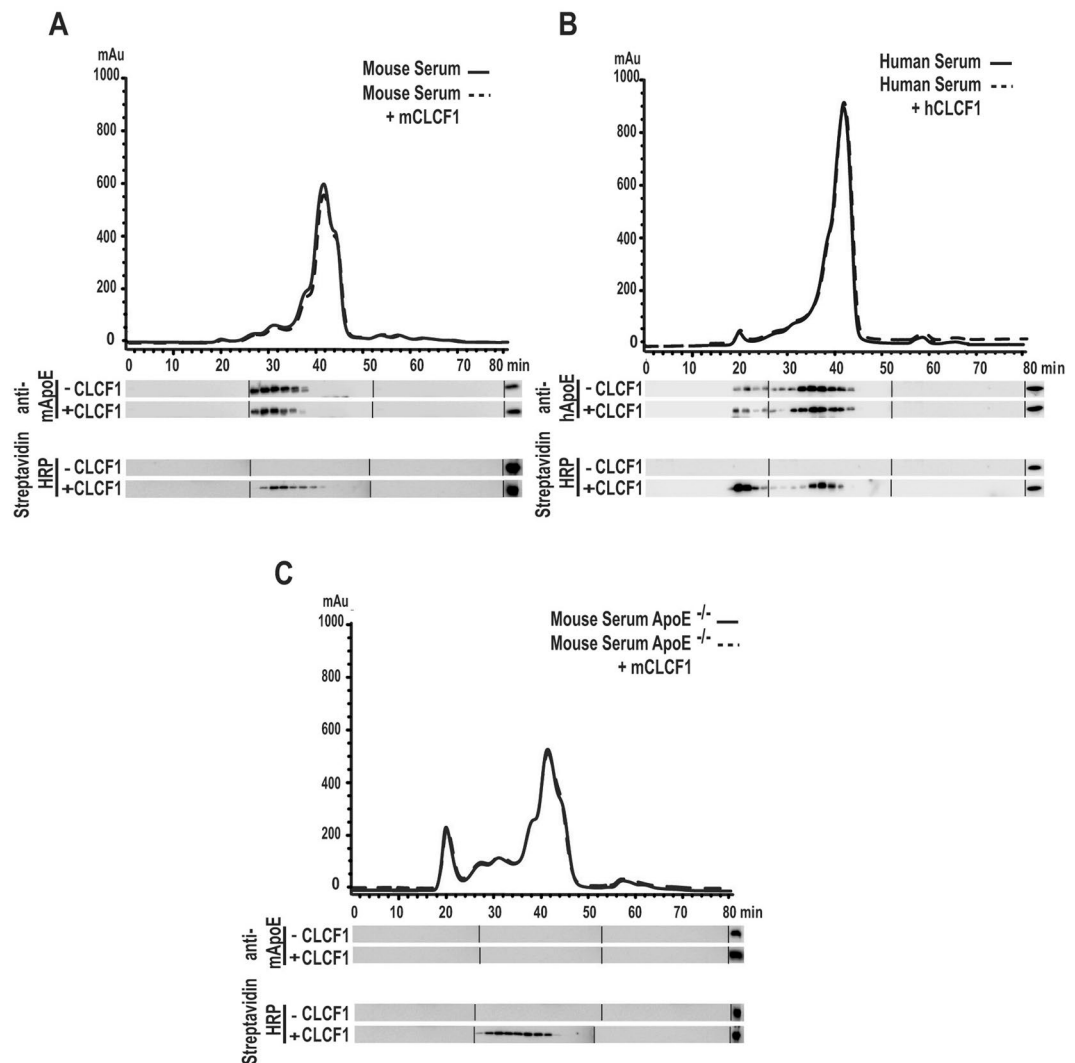 A
mAu
1000
800
600
400
200
0
Mouse Serum
Mouse Serum
+ mCLCF1
0 10 20 30 40 50 60 70 80 min
anti-
mApoE
- CLCF1
+CLCF1
Streptavidin
HRP
- CLCF1
+CLCF1
B
mAu
1000
800
600
400
200
0
Human Serum
Human Serum
+ hCLCF1
0 10 20 30 40 50 60 70 80 min
anti-
hApoE
- CLCF1
+CLCF1
Streptavidin
HRP
- CLCF1
+CLCF1
C
mAu
1000
800
600
400
200
0
Mouse Serum ApoE -/-
Mouse Serum ApoE -/-
+ mCLCF1
0 10 20 30 40 50 60 70 80 min
anti-
mApoE
- CLCF1
+CLCF1
Streptavidin
HRP
- CLCF1
+CLCF1